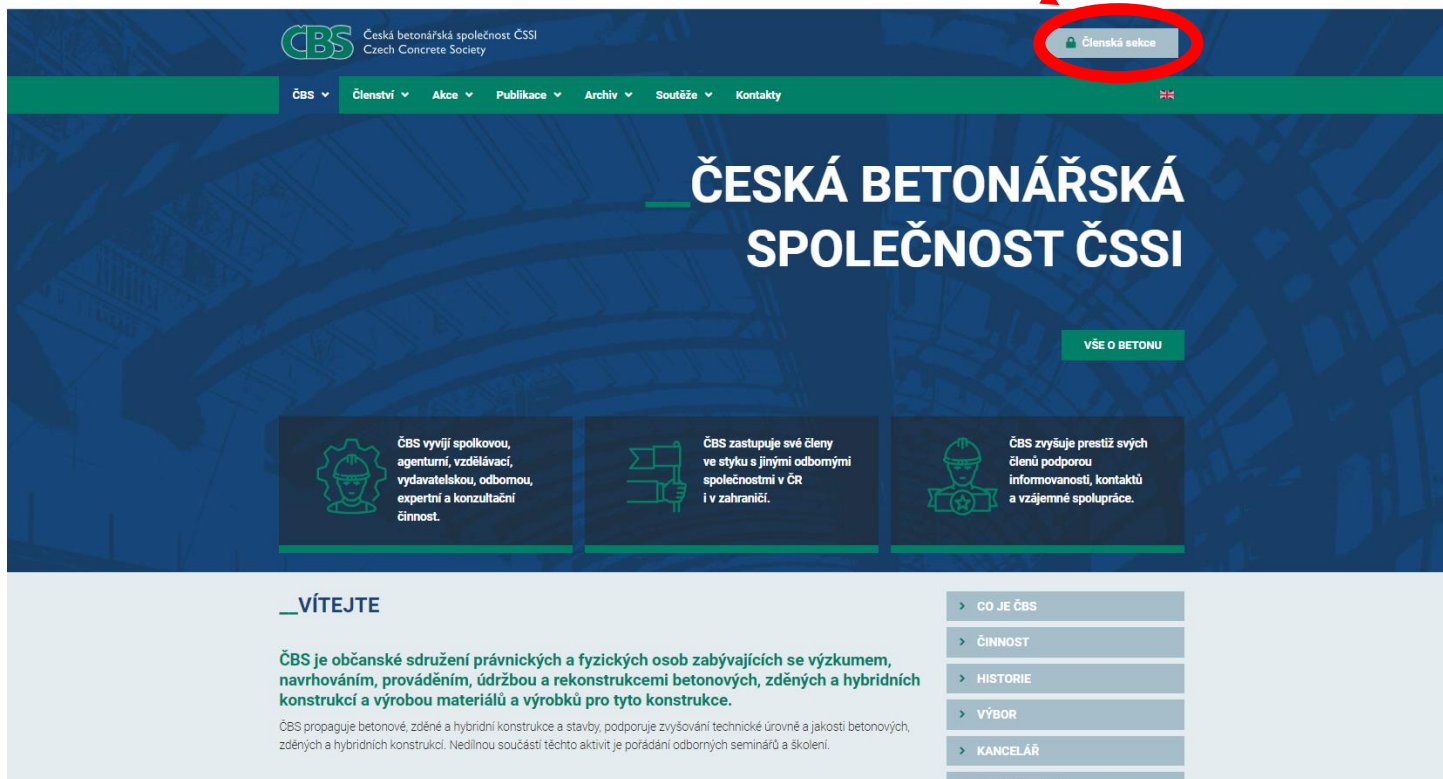 ČBS
Česká betonářská společnost ČSSI
Czech Concrete Society
Členská sekce
ČBS
Členství
Akce
Publikace
Archiv
Soutěže
Kontakty
__ČESKÁ BETONÁŘSKÁ
SPOLEČNOST ČSSI
VŠE O BETONU
ČBS vyvíjí spolkovou,
agenturní, vzdělávací,
vydavatelskou, odbornou,
expertní a konzultační
činnost.
ČBS zastupuje své členy
ve styku s jinými odbornými
společnostmi v ČR
i v zahraničí.
ČBS zvyšuje prestiž svých
členů podporou
informovanosti, kontaktů
a vzájemné spolupráce.
__VÍTEJTE
ČBS je občanské sdružení právnických a fyzických osob zabývajících se výzkumem,
navrhováním, prováděním, údržbou a rekonstrukcemi betonových, zděných a hybridních
konstrukcí a výrobou materiálů a výrobků pro tyto konstrukce.
ČBS propaguje betonové, zděné a hybridní konstrukce a stavby, podporuje zvyšování technické úrovně a jakosti betonových,
zděných a hybridních konstrukcí. Nedílnou součástí těchto aktivit je pořádání odborných seminářů a školení.
CO JE ČBS
ČINNOST
HISTORIE
VÝBOR
KANCELÁŘ